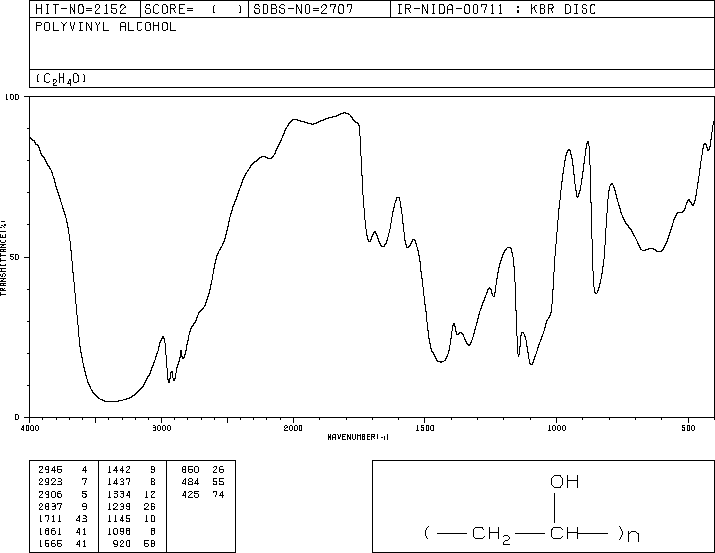 HIT-NO=2152 SCORE= ( ) SDBS-NO=2707 IR-NIDA-00711 : KBR DISC
POLYVINYL ALCOHOL
(C2H4O)
100
50
0
TRANSMITTANCE(%)
4000 3000 2000 1500 1000 500
WAVENUMBER(-1)
2945 4 1442 9 850 26
2923 7 1437 8 484 55
2906 5 1334 12 425 74
2837 9 1239 26
1711 43 1145 10
1661 41 1098 8
1566 41 920 58
OH
( CH2 CH )n